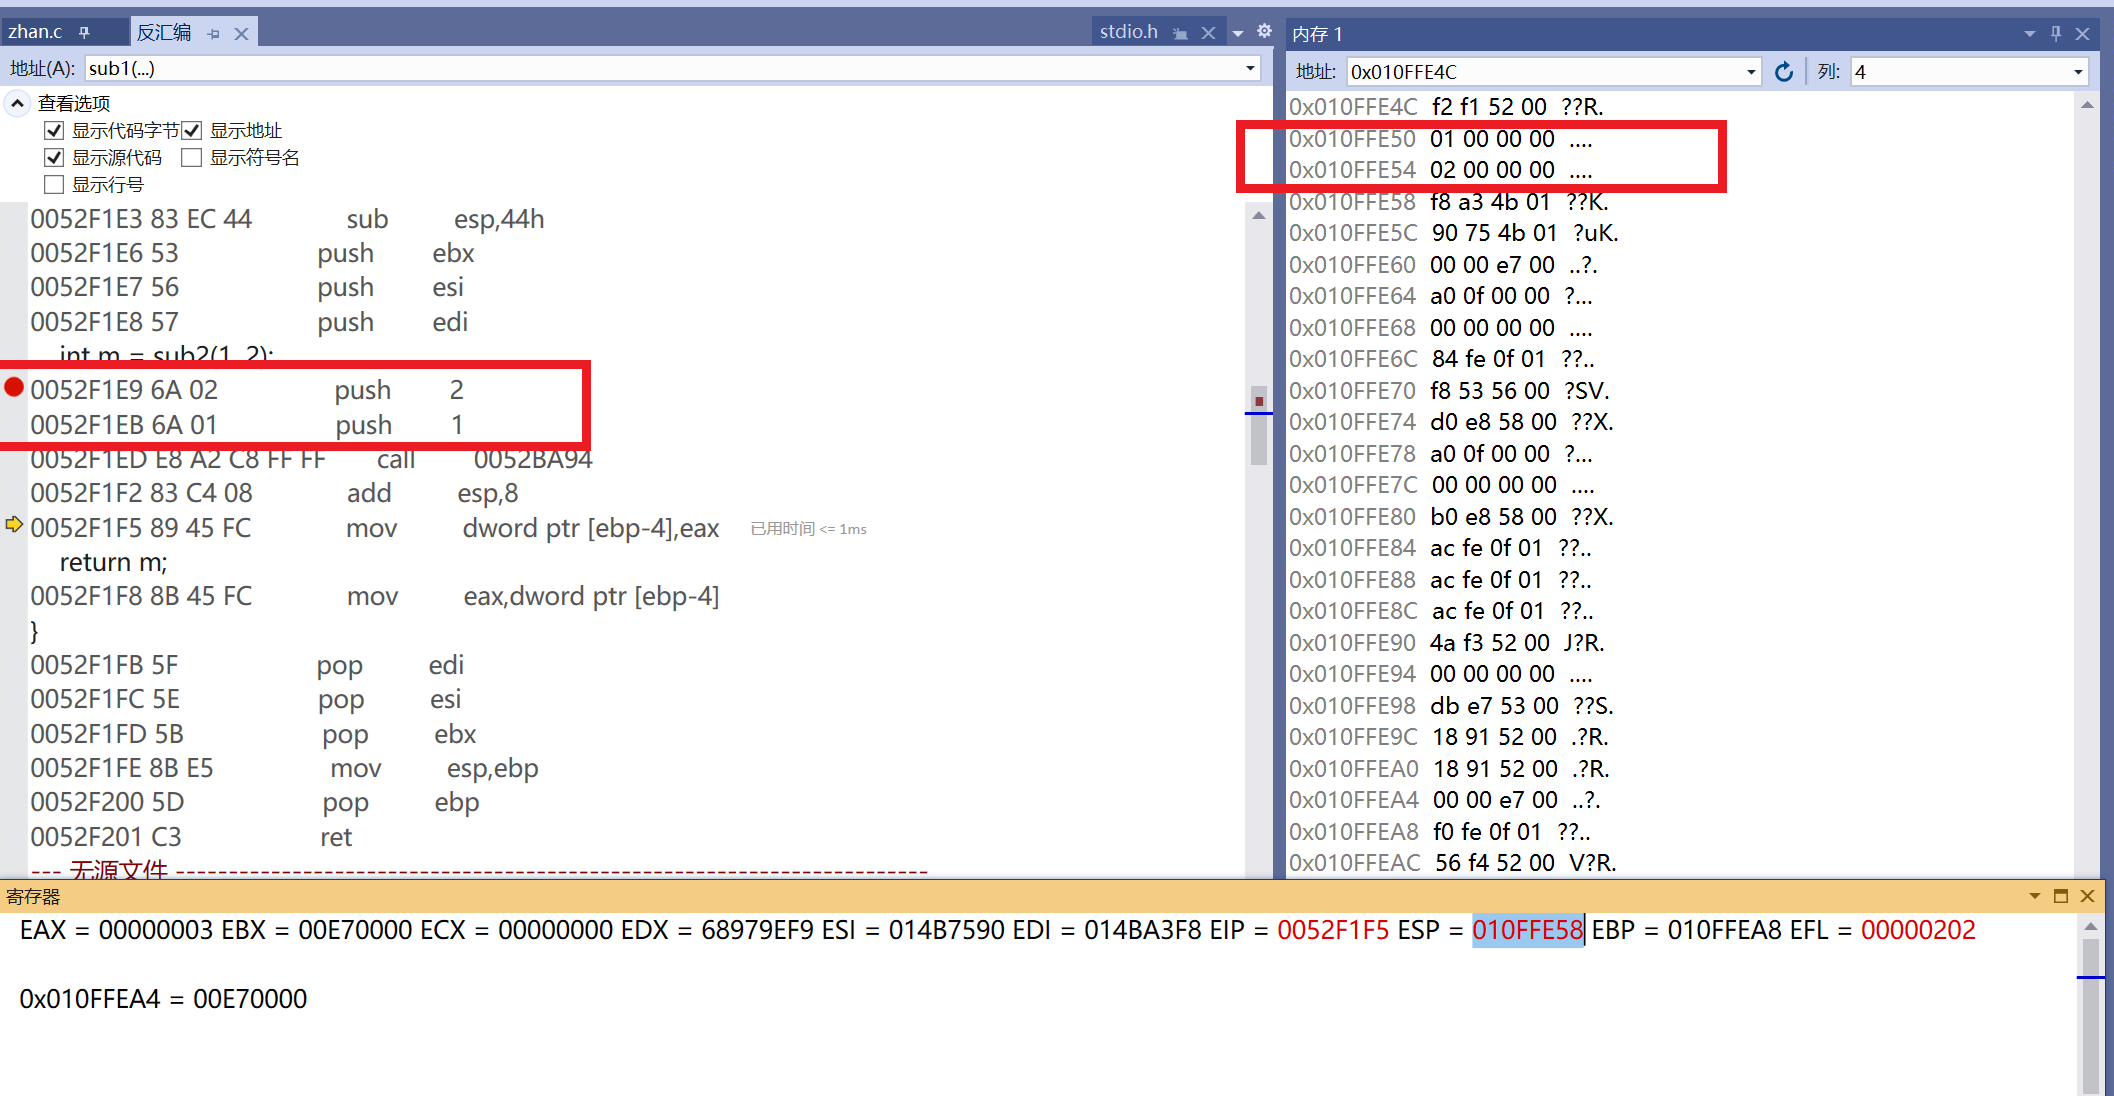 zhan.c
反汇编
stdio.h
地址(A): sub1(...)
查看选项
显示代码字节 显示地址
显示源代码 显示符号名
显示行号
0052F1E3 83 EC 44 sub esp,44h
0052F1E6 53 push ebx
0052F1E7 56 push esi
0052F1E8 57 push edi
int m = sub2(1, 2);
0052F1E9 6A 02 push 2
0052F1EB 6A 01 push 1
0052F1ED E8 A2 C8 FF FF call 0052BA94
0052F1F2 83 C4 08 add esp,8
0052F1F5 89 45 FC mov dword ptr [ebp-4],eax 已用时间 <= 1ms
return m;
0052F1F8 8B 45 FC mov eax,dword ptr [ebp-4]
}
0052F1FB 5F pop edi
0052F1FC 5E pop esi
0052F1FD 5B pop ebx
0052F1FE 8B E5 mov esp,ebp
0052F200 5D pop ebp
0052F201 C3 ret
--- 无源文件 -----------------------------------------------------------------------
内存 1
地址: 0x010FFE4C 列: 4
0x010FFE4C f2 f1 52 00 ??R.
0x010FFE50 01 00 00 00 ....
0x010FFE54 02 00 00 00 ....
0x010FFE58 f8 a3 4b 01 ??K.
0x010FFE5C 90 75 4b 01 ?uK.
0x010FFE60 00 00 e7 00 ..?.
0x010FFE64 a0 0f 00 00 ?...
0x010FFE68 00 00 00 00 ....
0x010FFE6C 84 fe 0f 01 ??..
0x010FFE70 f8 53 56 00 ?SV.
0x010FFE74 d0 e8 58 00 ??X.
0x010FFE78 a0 0f 00 00 ?...
0x010FFE7C 00 00 00 00 ....
0x010FFE80 b0 e8 58 00 ??X.
0x010FFE84 ac fe 0f 01 ??..
0x010FFE88 ac fe 0f 01 ??..
0x010FFE8C ac fe 0f 01 ??..
0x010FFE90 4a f3 52 00 J?R.
0x010FFE94 00 00 00 00 ....
0x010FFE98 db e7 53 00 ??S.
0x010FFE9C 18 91 52 00 .?R.
0x010FFEA0 18 91 52 00 .?R.
0x010FFEA4 00 00 e7 00 ..?.
0x010FFEA8 f0 fe 0f 01 ??..
0x010FFEAC 56 f4 52 00 V?R.
寄存器
EAX = 00000003 EBX = 00E70000 ECX = 00000000 EDX = 68979EF9 ESI = 014B7590 EDI = 014BA3F8 EIP = 0052F1F5 ESP = 010FFE58 EBP = 010FFEA8 EFL = 00000202
0x010FFEA4 = 00E70000